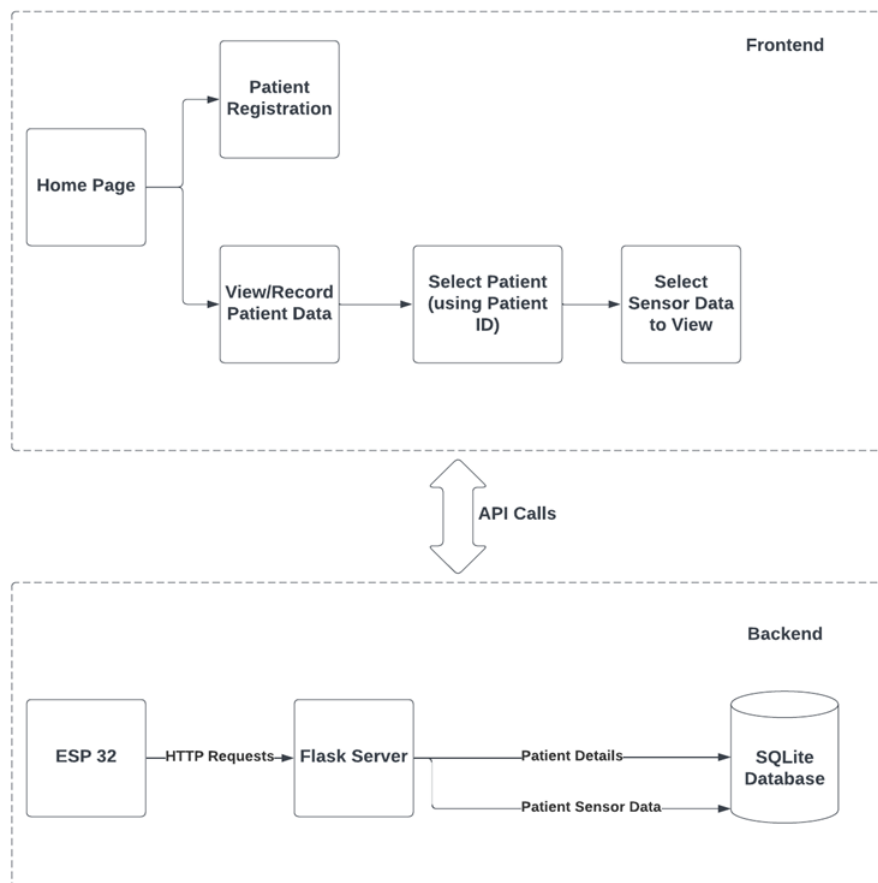 Frontend
Patient
Registration
Home Page
View/Record
Patient Data
Select Patient
(using Patient
ID)
Select
Sensor Data
to View
API Calls
Backend
ESP 32
HTTP Requests
Flask Server
Patient Details
Patient Sensor Data
SQLite
Database